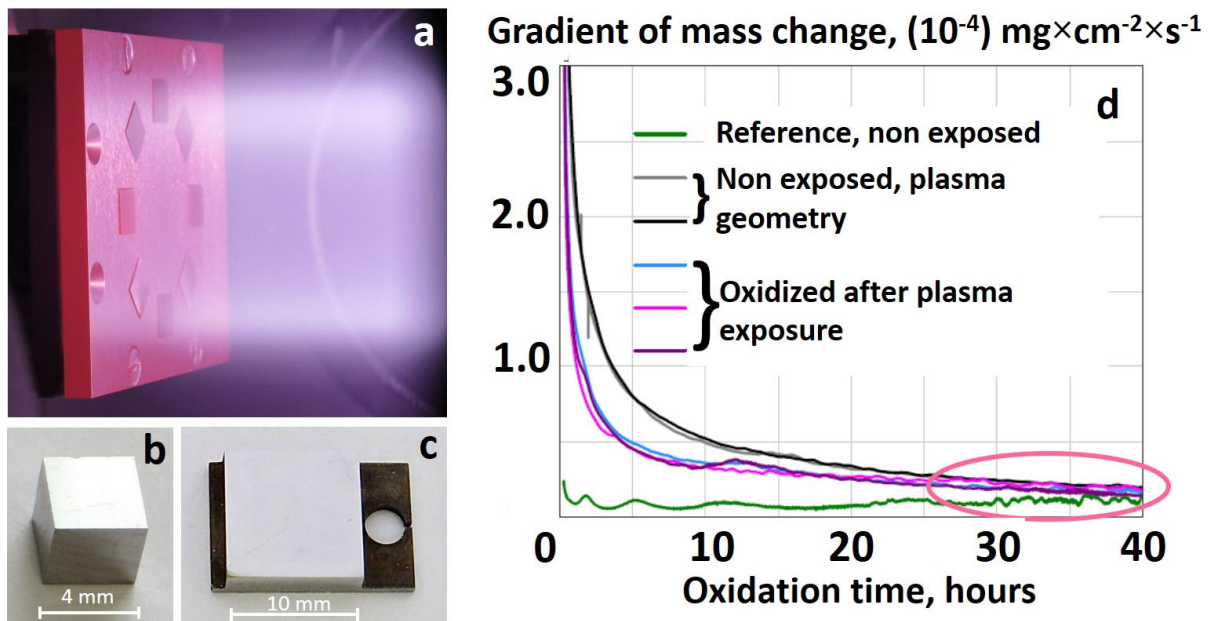 a
b
4 mm
c
10 mm
Gradient of mass change, (10⁻⁴) mg×cm⁻²×s⁻¹
d
3.0
2.0
1.0
Reference, non exposed
Non exposed, plasma
geometry
Oxidized after plasma
exposure
0 10 20 30 40
Oxidation time, hours